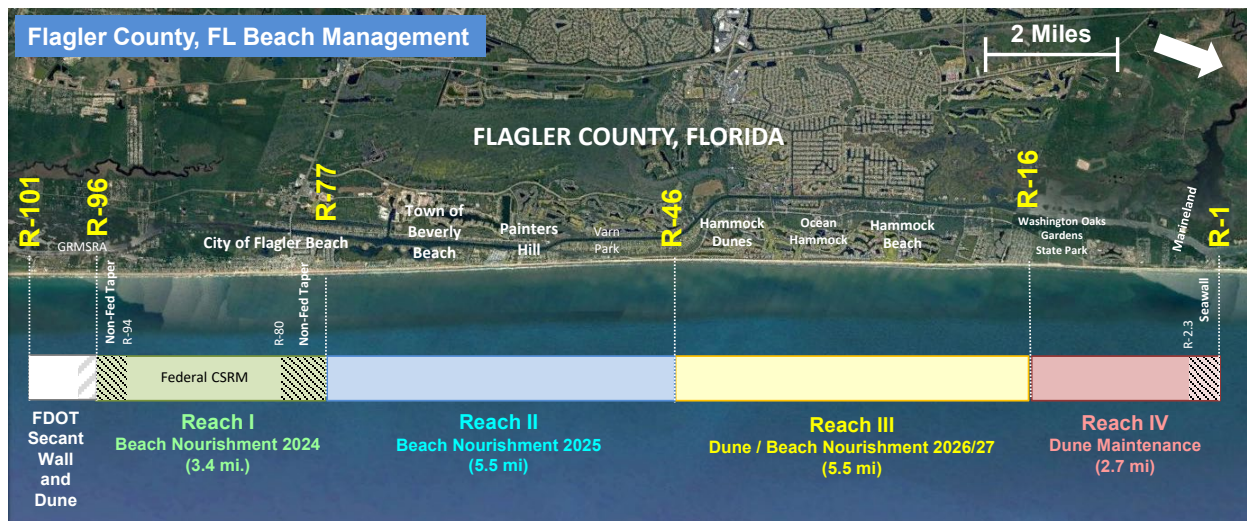 Flagler County, FL Beach Management
2 Miles
FLAGLER COUNTY, FLORIDA
R-101
R-96
R-77
R-46
R-16
R-1
GRMSRA
City of Flagler Beach
Town of
Beverly
Beach
Painters
Hill
Varn
Park
Hammock
Dunes
Ocean
Hammock
Hammock
Beach
Washington Oaks
Gardens
State Park
Marineland
Non-Fed Taper
R-94
R-80
Non-Fed Taper
R-2.3
Seawall
Federal CSRM
FDOT
Secant
Wall
and
Dune
Reach I
Beach Nourishment 2024
(3.4 mi.)
Reach II
Beach Nourishment 2025
(5.5 mi)
Reach III
Dune / Beach Nourishment 2026/27
(5.5 mi)
Reach IV
Dune Maintenance
(2.7 mi)